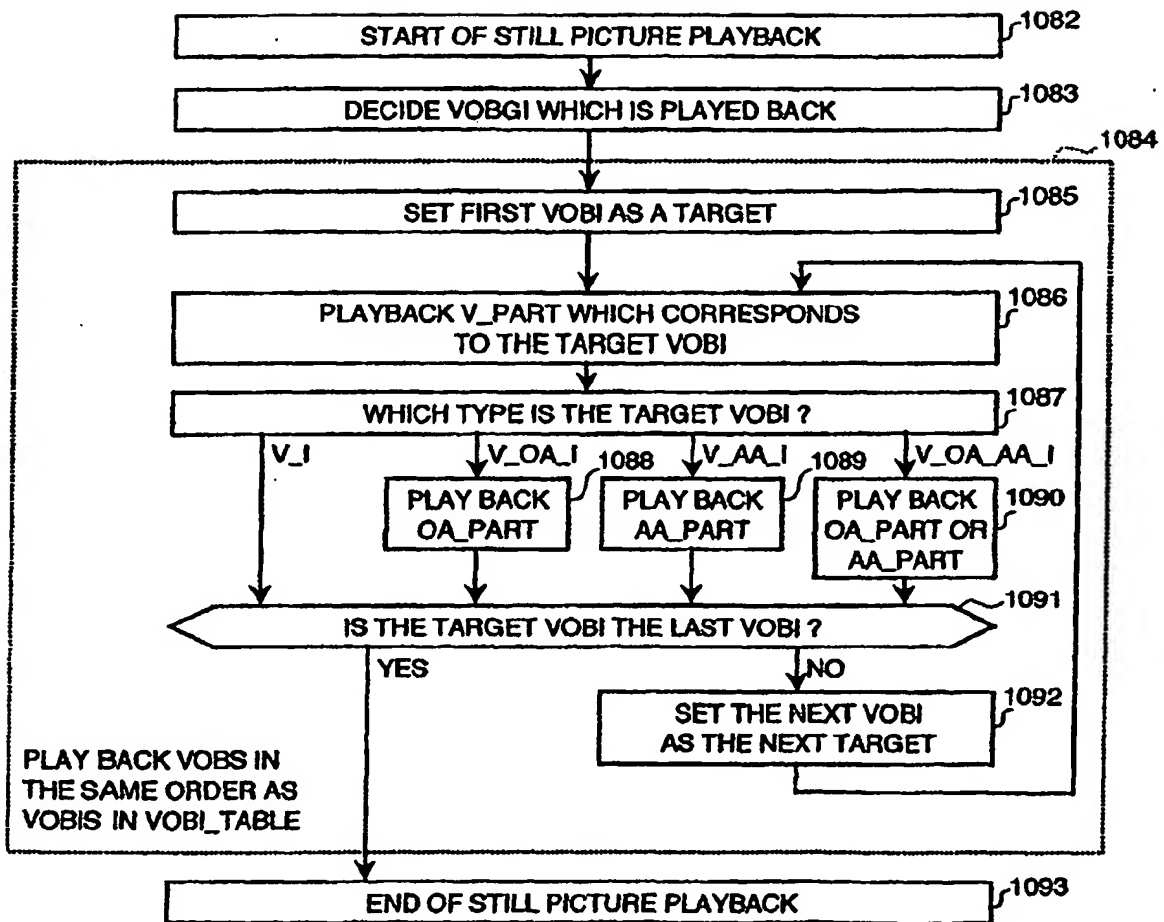 1082
START OF STILL PICTURE PLAYBACK
1083
DECIDE VOBGI WHICH IS PLAYED BACK
1084
1085
SET FIRST VOBI AS A TARGET
1086
PLAYBACK V_PART WHICH CORRESPONDS
TO THE TARGET VOBI
1087
WHICH TYPE IS THE TARGET VOBI ?
V_I
V_OA_I
1088
V_AA_I
1089
V_OA_AA_I
1090
PLAY BACK
OA_PART
PLAY BACK
AA_PART
PLAY BACK
OA_PART OR
AA_PART
1091
IS THE TARGET VOBI THE LAST VOBI ?
YES
NO
1092
SET THE NEXT VOBI
AS THE NEXT TARGET
PLAY BACK VOBS IN
THE SAME ORDER AS
VOBIS IN VOBI_TABLE
1093
END OF STILL PICTURE PLAYBACK